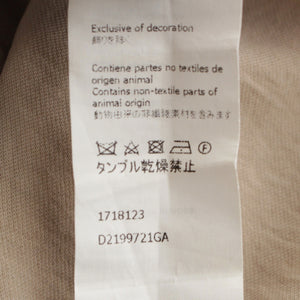 Exclusive of decoration
飾りを除く
Contiene partes no textiles de
origen animal
Contains non-textile parts of
animal origin
動物由来の非繊維素材を含みます
タンブル乾燥禁止
1718123
D2199721GA